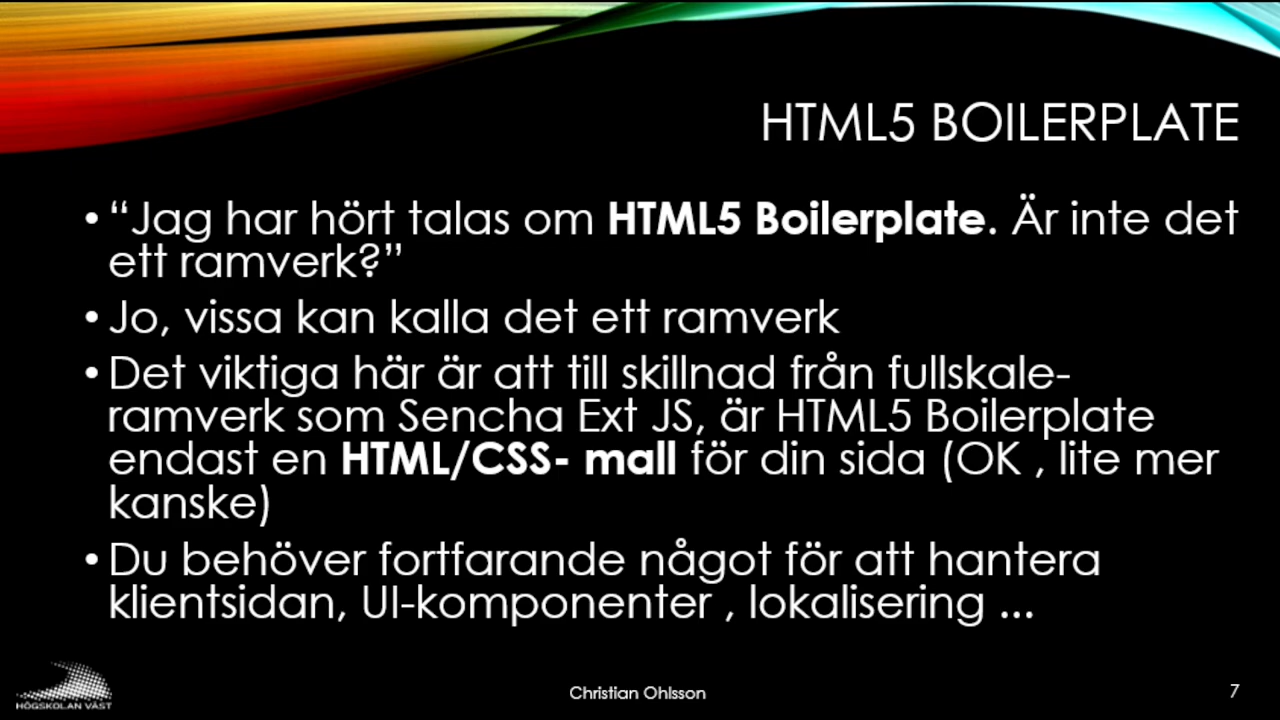 HTML5 BOILERPLATE
• “Jag har hört talas om HTML5 Boilerplate. Är inte det
ett ramverk?”
• Jo, vissa kan kalla det ett ramverk
• Det viktiga här är att till skillnad från fullskale-
ramverk som Sencha Ext JS, är HTML5 Boilerplate
endast en HTML/CSS- mall för din sida (OK , lite mer
kanske)
• Du behöver fortfarande något för att hantera
klientsidan, UI-komponenter , lokalisering ...
HÖGSKOLAN VÄST
Christian Ohlsson
7